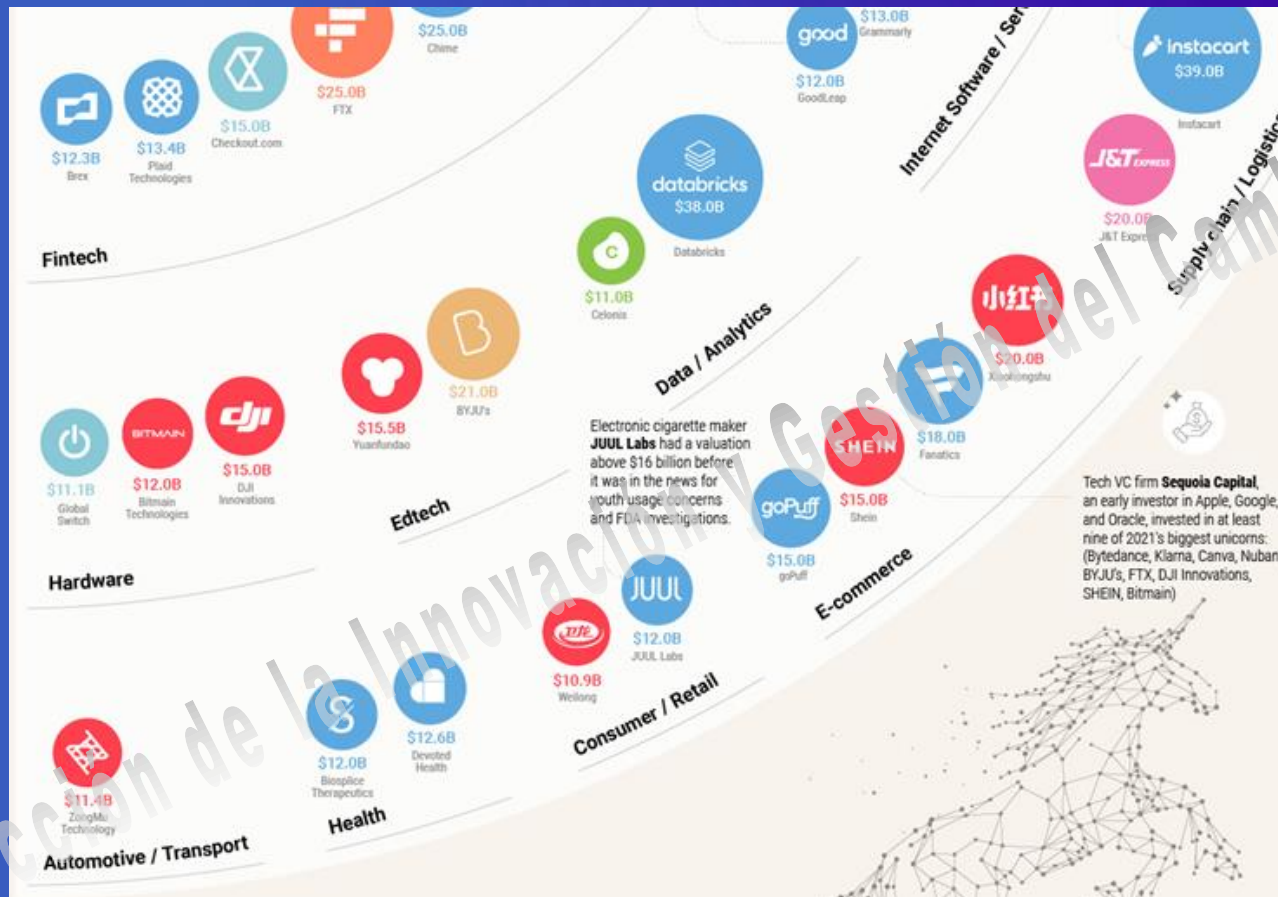 $25.0B
Chime
$25.0B
FTX
$15.0B
Checkout.com
$13.4B
Plaid
Technologies
$12.3B
Brex
Fintech
good
$12.0B
GoodLeap
$13.0B
Grammarly
Internet Software /
instacart
$39.0B
Instacart
J&T EXPRESS
$20.0B
J&T Express
Supply chain / Logistics
databricks
$38.0B
Databricks
C
$11.0B
Celonis
Data / Analytics
$21.0B
BYJU's
$15.5B
Yuanfundao
Edtech
$11.1B
Global
Switch
BITMAIN
$12.0B
Bitmain
Technologies
dji
$15.0B
DJI
Innovations
Hardware
Electronic cigarette maker
JUUL Labs had a valuation
above $16 billion before
it was in the news for
youth usage concerns
and FDA investigations.
小红书
$20.0B
Xiaohongshu
$18.0B
Fanatics
SHEIN
$15.0B
Shein
goPuff
$15.0B
goPuff
E-commerce
Tech VC firm Sequoia Capital,
an early investor in Apple, Google,
and Oracle, invested in at least
nine of 2021's biggest unicorns:
(Bytedance, Klarna, Canva, Nuban
BYJU's, FTX, DJI Innovations,
SHEIN, Bitmain)
JUUL
$12.0B
JUUL Labs
$10.9B
Weilong
Consumer / Retail
$12.6B
Devoted
Health
$12.0B
Biosplice
Therapeutics
Health
$11.4B
ZongMu
Technology
Automotive / Transport
cción de la Innovación y Gestión del Cam